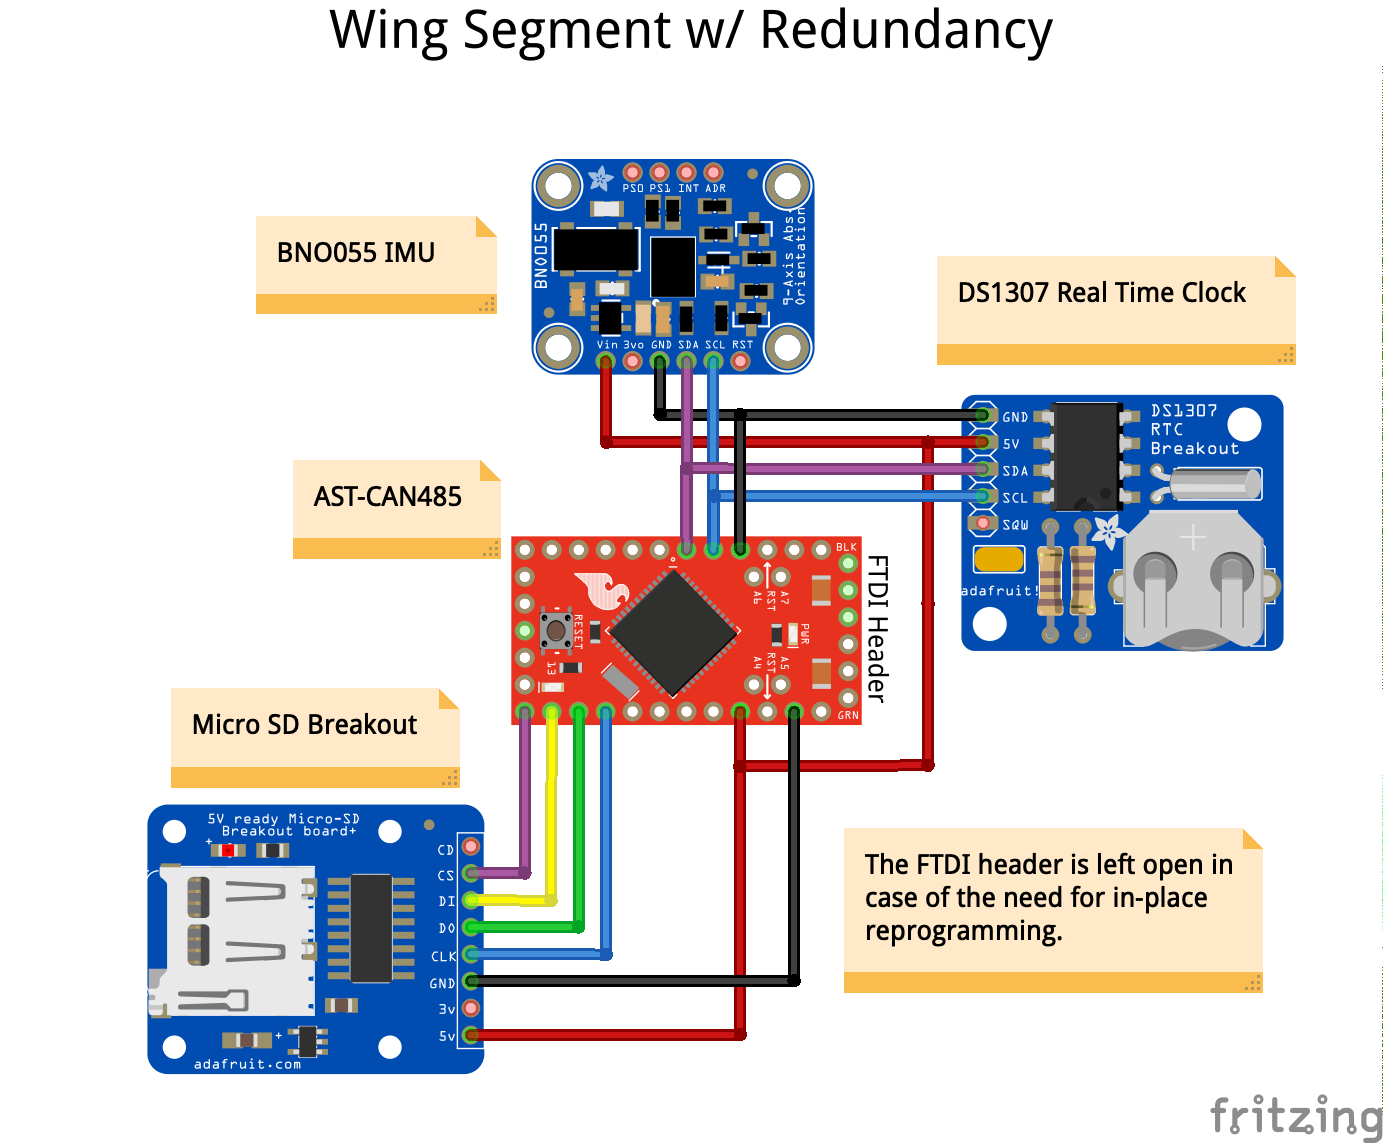 Wing Segment w/ Redundancy
PS0 PS1 INT ADR
BNO055
9-Axis Abs.
Orientation
Vin 3vo GND SDA SCL RST
BNO055 IMU
DS1307 Real Time Clock
GND
5V
SDA
SCL
SQW
DS1307
RTC
Breakout
adafruit!
AST-CAN485
BLK
A6
RST
A7
RESET
PWR
13
A4
RST
A5
GRN
FTDI Header
Micro SD Breakout
5V ready Micro-SD
Breakout board+
CD
CS
DI
DO
CLK
GND
3v
5v
adafruit.com
The FTDI header is left open in
case of the need for in-place
reprogramming.
fritzing